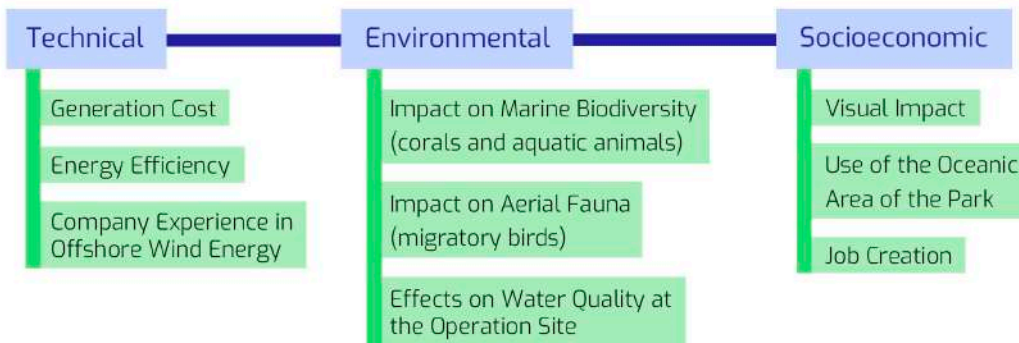 Technical
Generation Cost
Energy Efficiency
Company Experience in
Offshore Wind Energy
Environmental
Impact on Marine Biodiversity
(corals and aquatic animals)
Impact on Aerial Fauna
(migratory birds)
Effects on Water Quality at
the Operation Site
Socioeconomic
Visual Impact
Use of the Oceanic
Area of the Park
Job Creation